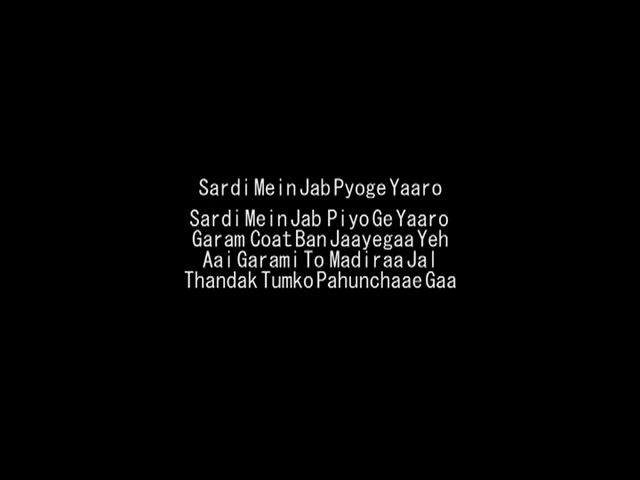 Sardi Mein Jab Pyoge Yaaro
Sardi Mein Jab Piyo Ge Yaaro
Garam Coat Ban Jaayegaa Yeh
Aai Garami To Madiraa Jal
Thandak Tumko Pahunchaae Gaa